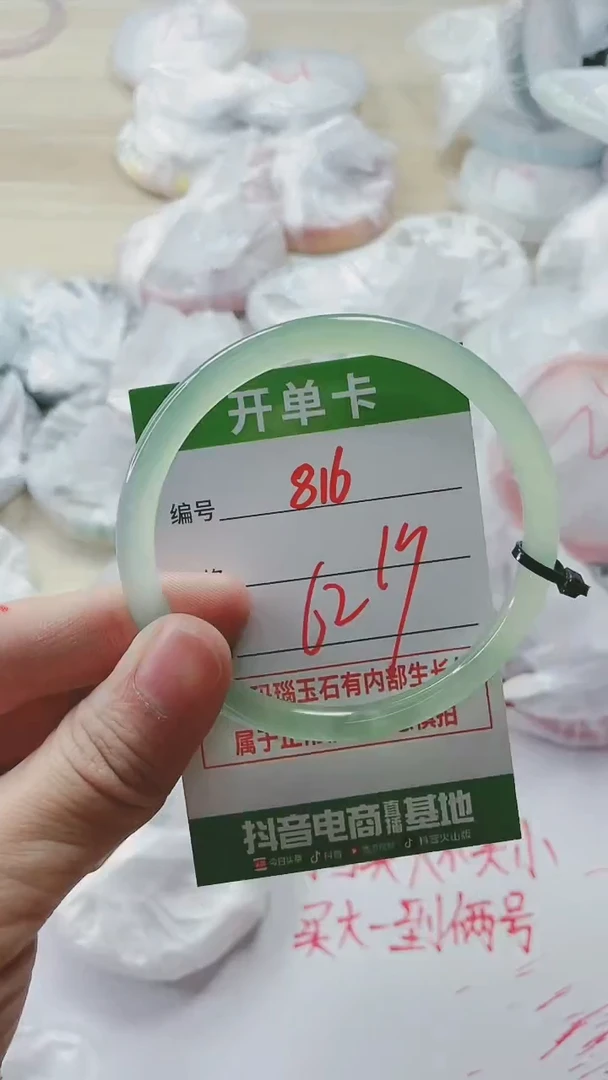 开单卡
编号 816
62 19
瑙玉石有内部生长
属于正
抖音电商直播基地
今日头条 抖音 抖音火山版
买大一到俩号